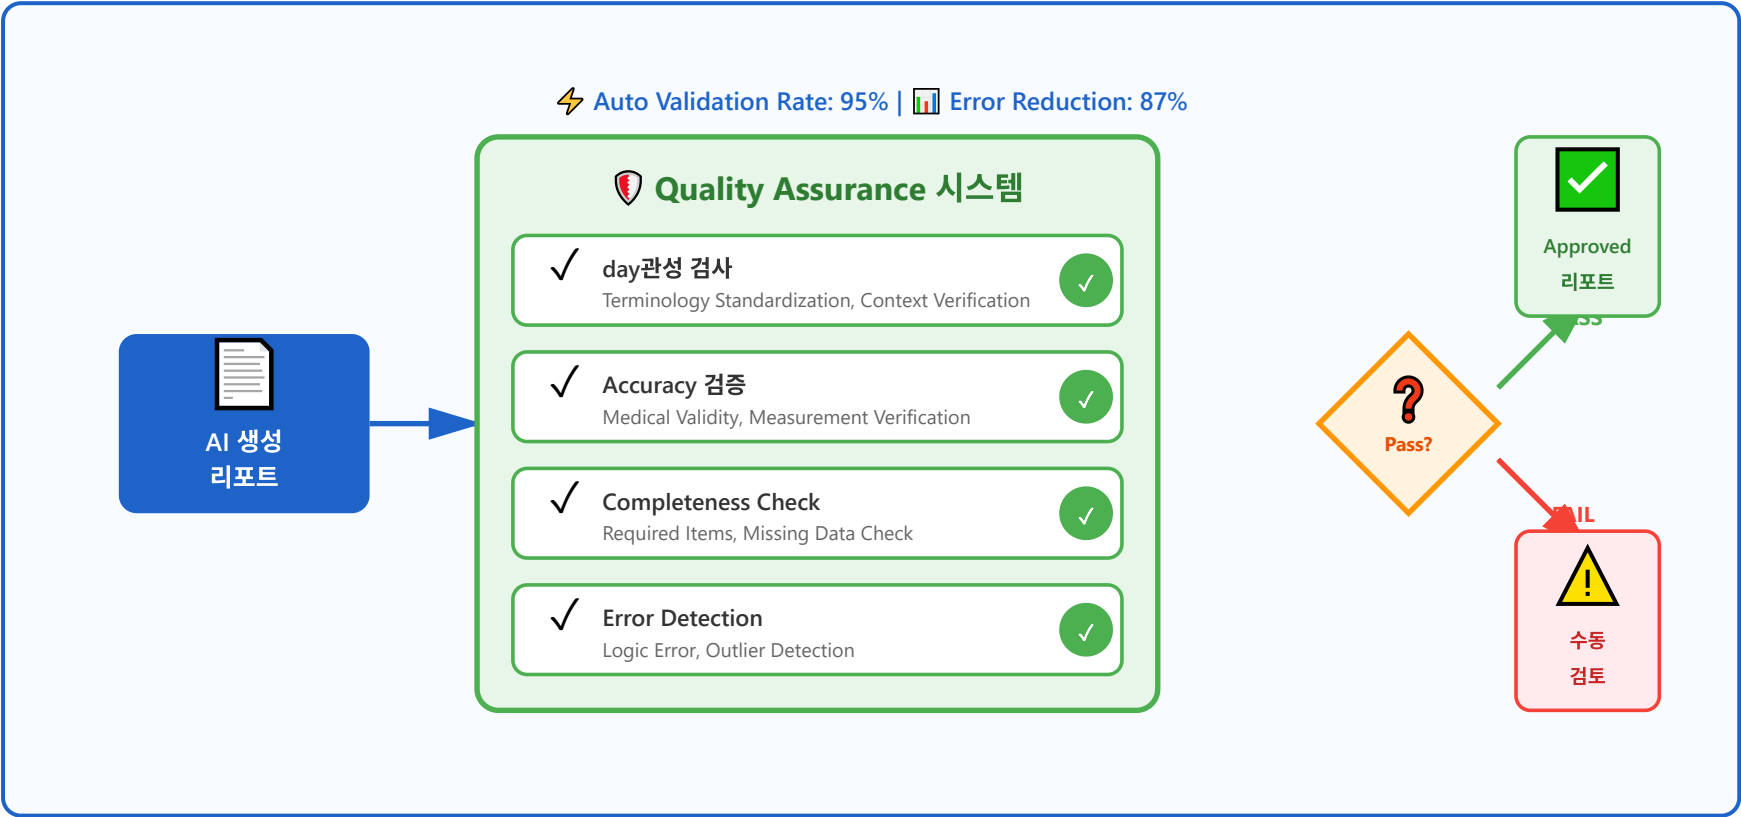 ⚡ Auto Validation Rate: 95% | 📊 Error Reduction: 87%
Quality Assurance 시스템
✓ day관성 검사 ✓
Terminology Standardization, Context Verification
✓ Accuracy 검증 ✓
Medical Validity, Measurement Verification
✓ Completeness Check ✓
Required Items, Missing Data Check
✓ Error Detection ✓
Logic Error, Outlier Detection
AI 생성
리포트
Pass?
Approved
리포트
FAIL
수동
검토